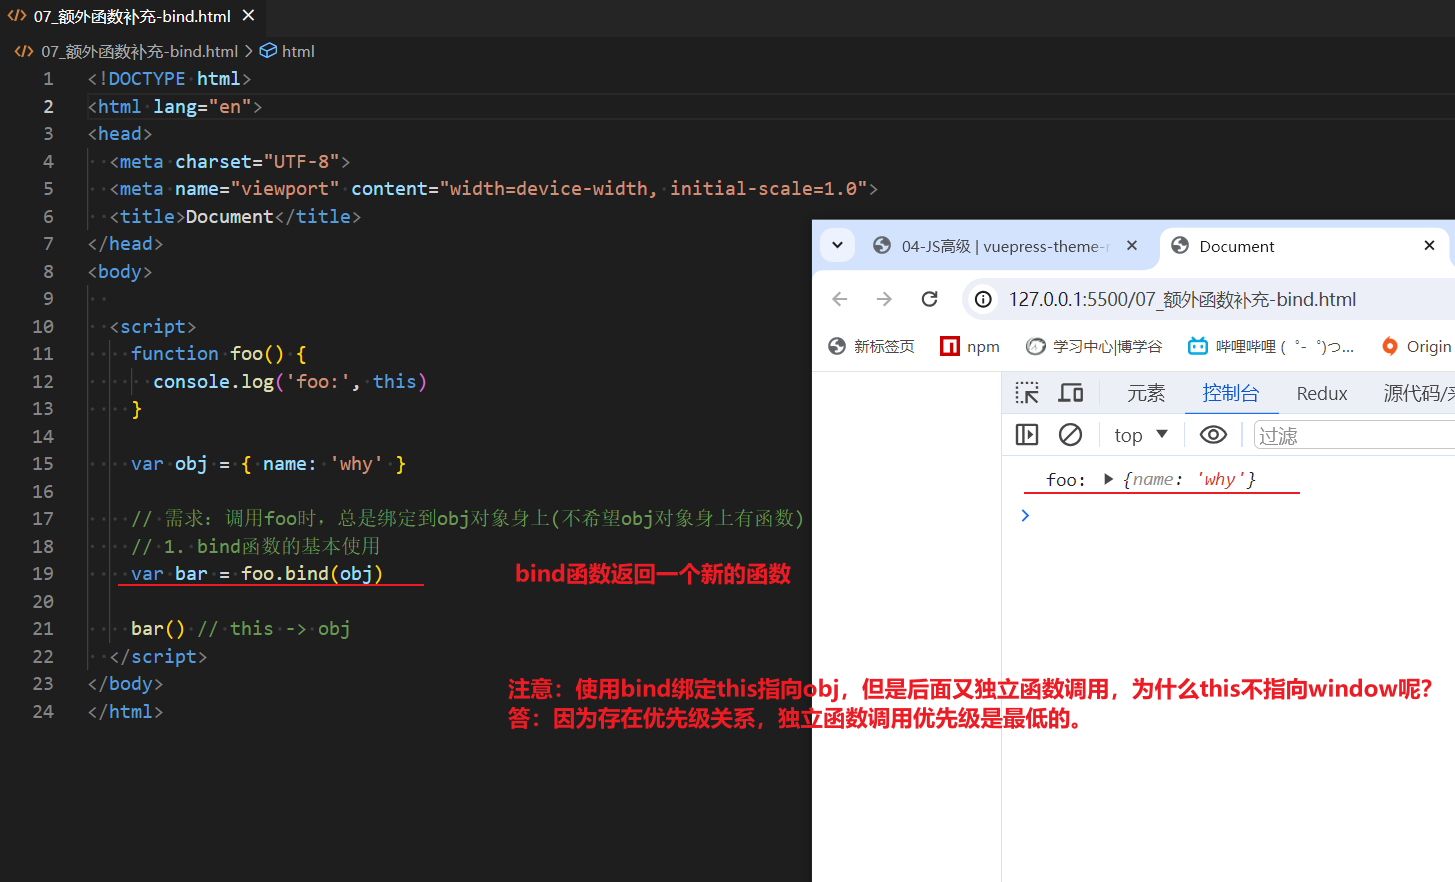 07_额外函数补充-bind.html
07_额外函数补充-bind.html > html
1 <!DOCTYPE html>
2 <html lang="en">
3 <head>
4 <meta charset="UTF-8">
5 <meta name="viewport" content="width=device-width, initial-scale=1.0">
6 <title>Document</title>
7 </head>
8 <body>
9
10 <script>
11 function foo() {
12 console.log('foo:', this)
13 }
14
15 var obj = { name: 'why' }
16
17 // 需求: 调用foo时, 总是绑定到obj对象身上(不希望obj对象身上有函数)
18 // 1. bind函数的基本使用
19 var bar = foo.bind(obj)
20
21 bar() // this -> obj
22 </script>
23 </body>
24 </html>
bind函数返回一个新的函数
注意：使用bind绑定this指向obj，但是后面又独立函数调用，为什么this不指向window呢？
答：因为存在优先级关系，独立函数调用优先级是最低的。
04-JS高级 | vuepress-theme-
Document
127.0.0.1:5500/07_额外函数补充-bind.html
新标签页 npm 学习中心|博学谷 哔哩哔哩 (゜-゜)つ... Origin
元素 控制台 Redux 源代码/
top 过滤
foo: {name: 'why'}